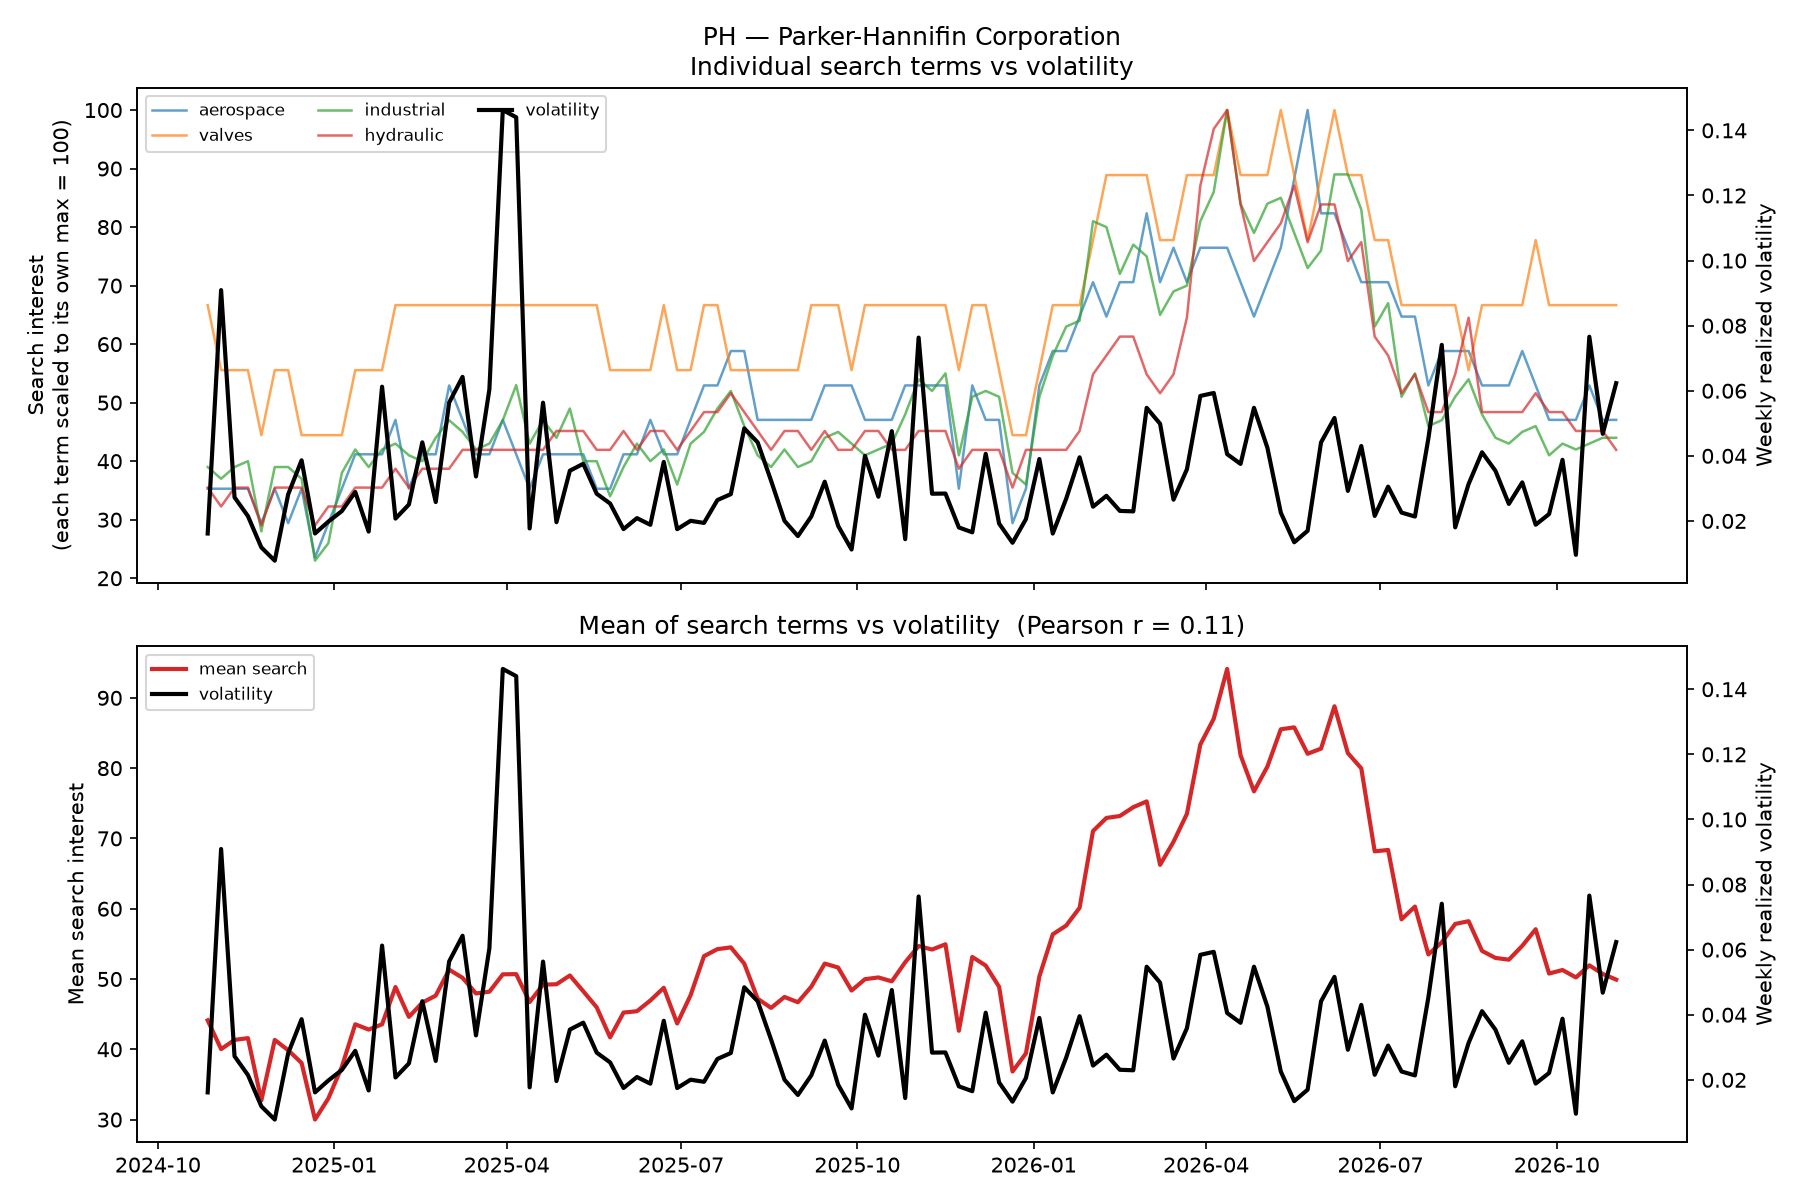 PH — Parker-Hannifin Corporation
Individual search terms vs volatility
aerospace
valves
industrial
hydraulic
volatility
Search interest
(each term scaled to its own max = 100)
100
90
80
70
60
50
40
30
20
0.14
0.12
0.10
0.08
0.06
0.04
0.02
Weekly realized volatility
Mean of search terms vs volatility  (Pearson r = 0.11)
mean search
volatility
Mean search interest
90
80
70
60
50
40
30
0.14
0.12
0.10
0.08
0.06
0.04
0.02
Weekly realized volatility
2024-10 2025-01 2025-04 2025-07 2025-10 2026-01 2026-04 2026-07 2026-10